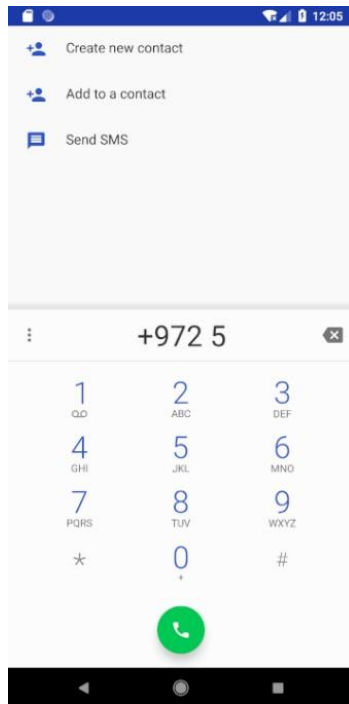 12:05
Create new contact
Add to a contact
Send SMS
+972 5
1 2 3
ABC DEF
4 5 6
GHI JKL MNO
7 8 9
PQRS TUV WXYZ
* 0 #
+